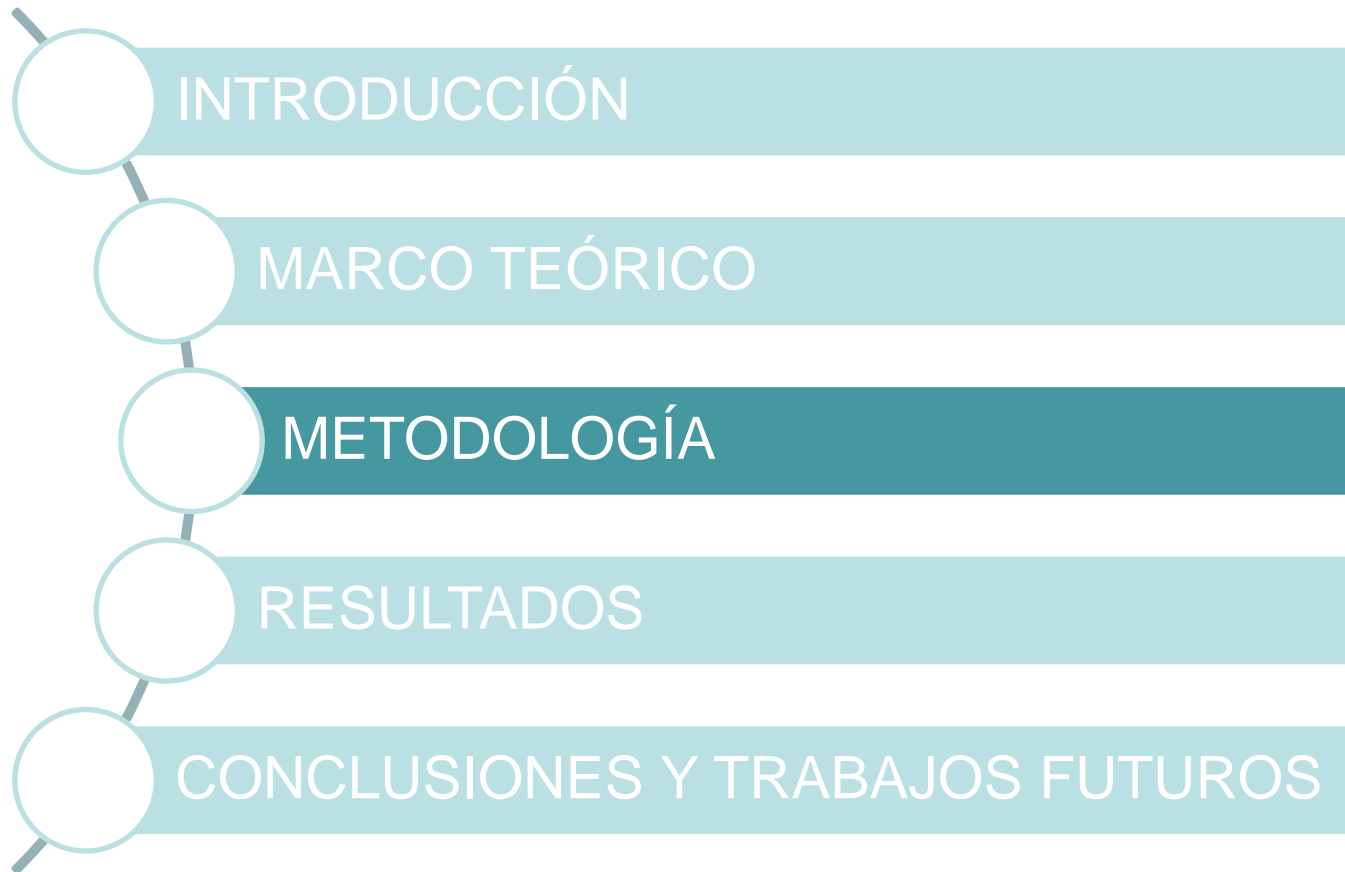 INTRODUCCIÓN
MARCO TEÓRICO
METODOLOGÍA
RESULTADOS
CONCLUSIONES Y TRABAJOS FUTUROS